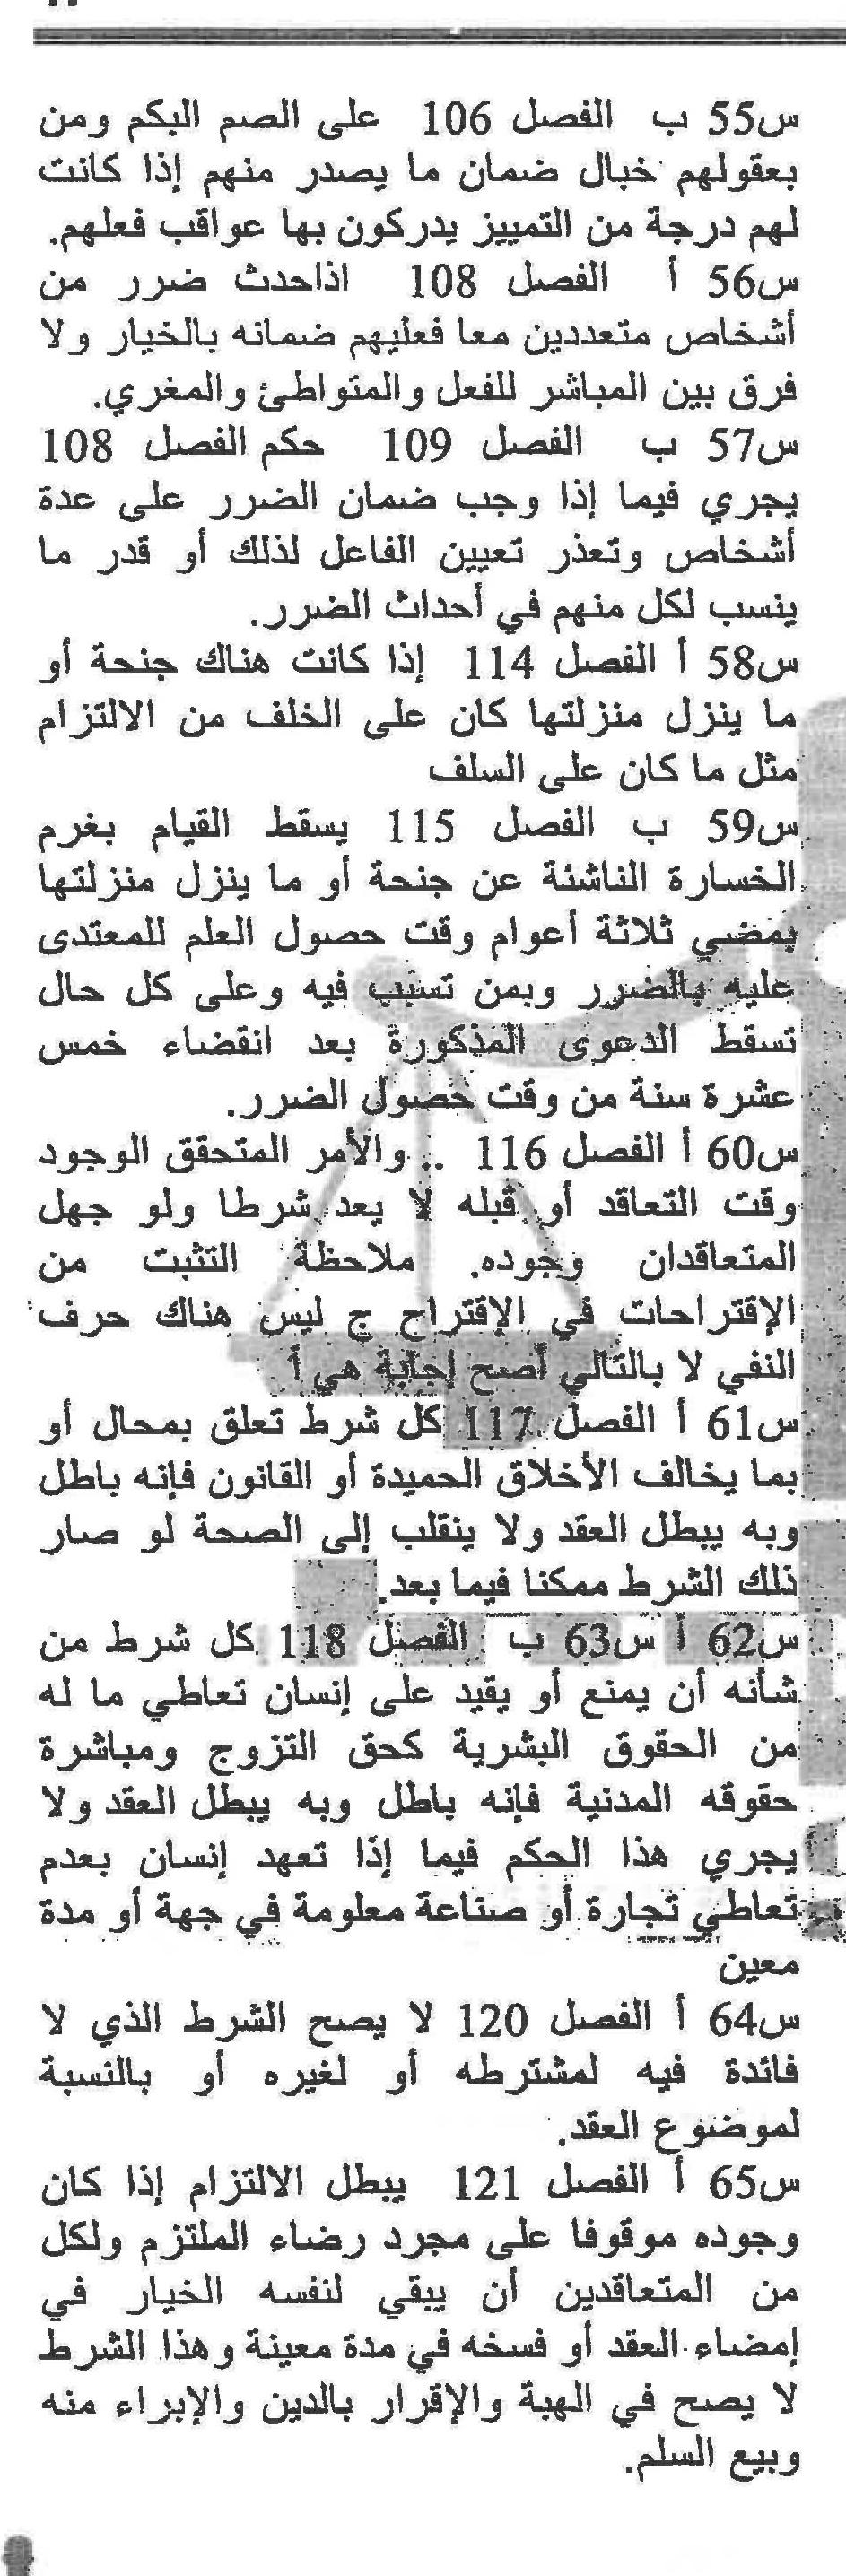 س55 ب الفصل 106 على الصم البكم ومن
بعقولهم خبال ضمان ما يصدر منهم إذا كانت
لهم درجة من التمييز يدركون بها عواقب فعلهم.
س56 أ الفصل 108 اذاحدث ضرر من
أشخاص متعددين معا فعليهم ضمانه بالخيار ولا
فرق بين المباشر للفعل والمتواطئ والمغري.
س57 ب الفصل 109 حكم الفصل 108
يجري فيما إذا وجب ضمان الضرر على عدة
أشخاص وتعذر تعيين الفاعل لذلك أو قدر ما
ينسب لكل منهم في أحداث الضرر.
س58 أ الفصل 114 إذا كانت هناك جنحة أو
ما ينزل منزلتها كان على الخلف من الالتزام
مثل ما كان على السلف
س59 ب الفصل 115 يسقط القيام بغرم
الخسارة الناشئة عن جنحة أو ما ينزل منزلتها
بمضي ثلاثة أعوام وقت حصول العلم للمعتدى
عليه بالضرر وبمن تسبب فيه وعلى كل حال
تسقط الدعوى المذكورة بعد انقضاء خمس
عشرة سنة من وقت حصول الضرر.
س60 أ الفصل 116 .. والأمر المتحقق الوجود
وقت التعاقد أو قبله لا يعد شرطا ولو جهل
المتعاقدان وجوده. ملاحظة: التثبت من
الإقتراحات في الإقتراح ج ليس هناك حرف
النفي لا بالتالي أصح إجابة هي أ
س61 أ الفصل 117 كل شرط تعلق بمحال أو
بما يخالف الأخلاق الحميدة أو القانون فإنه باطل
وبه يبطل العقد ولا ينقلب إلى الصحة لو صار
ذلك الشرط ممكنا فيما بعد.
س62 أ س63 ب الفصل 118 كل شرط من
شأنه أن يمنع أو يقيد على إنسان تعاطي ما له
من الحقوق البشرية كحق التزوج ومباشرة
حقوقه المدنية فإنه باطل وبه يبطل العقد ولا
يجري هذا الحكم فيما إذا تعهد إنسان بعدم
تعاطي تجارة أو صناعة معلومة في جهة أو مدة
معين
س64 أ الفصل 120 لا يصح الشرط الذي لا
فائدة فيه لمشترطه أو لغيره أو بالنسبة
لموضوع العقد.
س65 أ الفصل 121 يبطل الالتزام إذا كان
وجوده موقوفا على مجرد رضاء الملتزم ولكل
من المتعاقدين أن يبقي لنفسه الخيار في
إمضاء العقد أو فسخه في مدة معينة وهذا الشرط
لا يصح في الهبة والإقرار بالدين والإبراء منه
وبيع السلم.